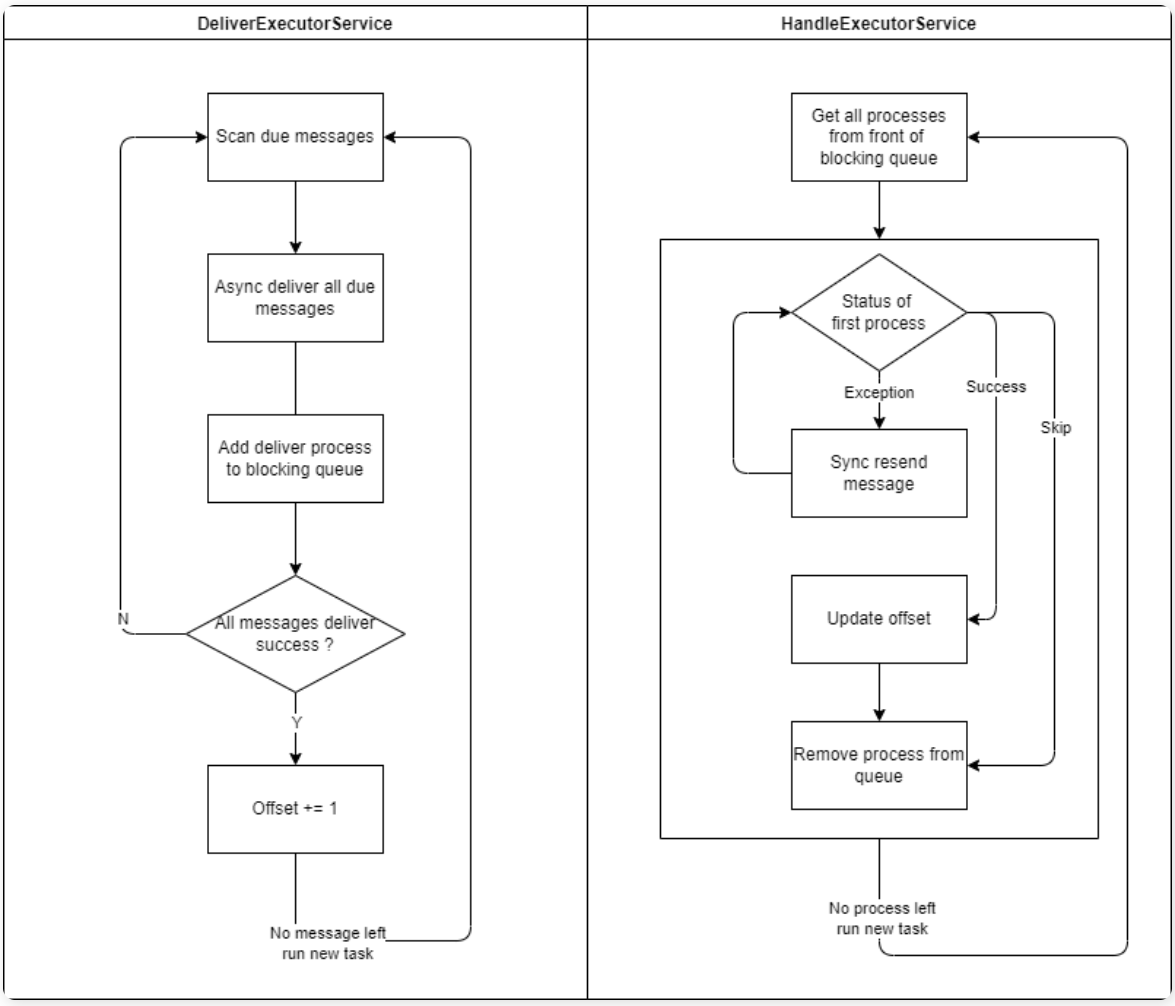 DeliverExecutorService
Scan due messages
Async deliver all due
messages
Add deliver process
to blocking queue
All messages deliver
success ?
N
Y
Offset += 1
No message left
run new task
HandleExecutorService
Get all processes
from front of
blocking queue
Status of
first process
Exception
Success
Skip
Sync resend
message
Update offset
Remove process from
queue
No process left
run new task